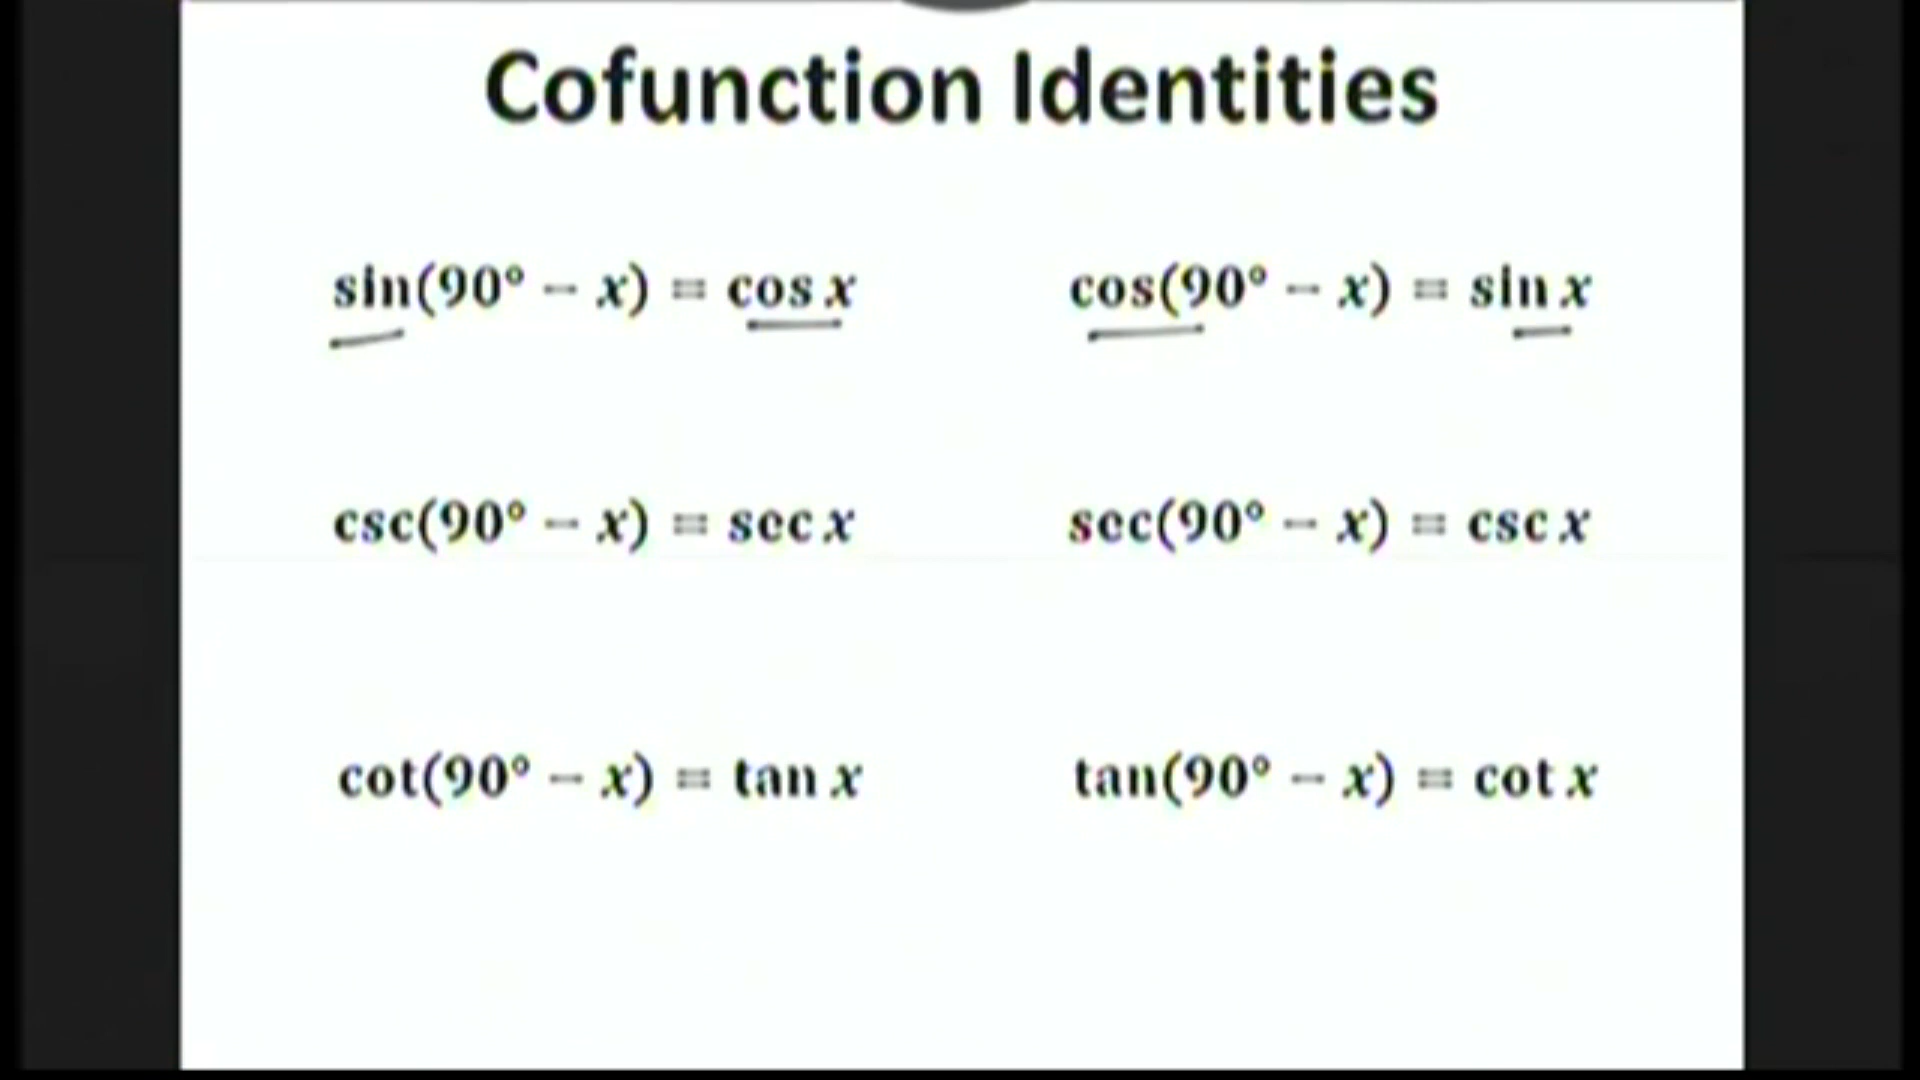 Cofunction Identities
sin(90° − x) = cos x
cos(90° − x) = sin x
csc(90° − x) = sec x
sec(90° − x) = csc x
cot(90° − x) = tan x
tan(90° − x) = cot x